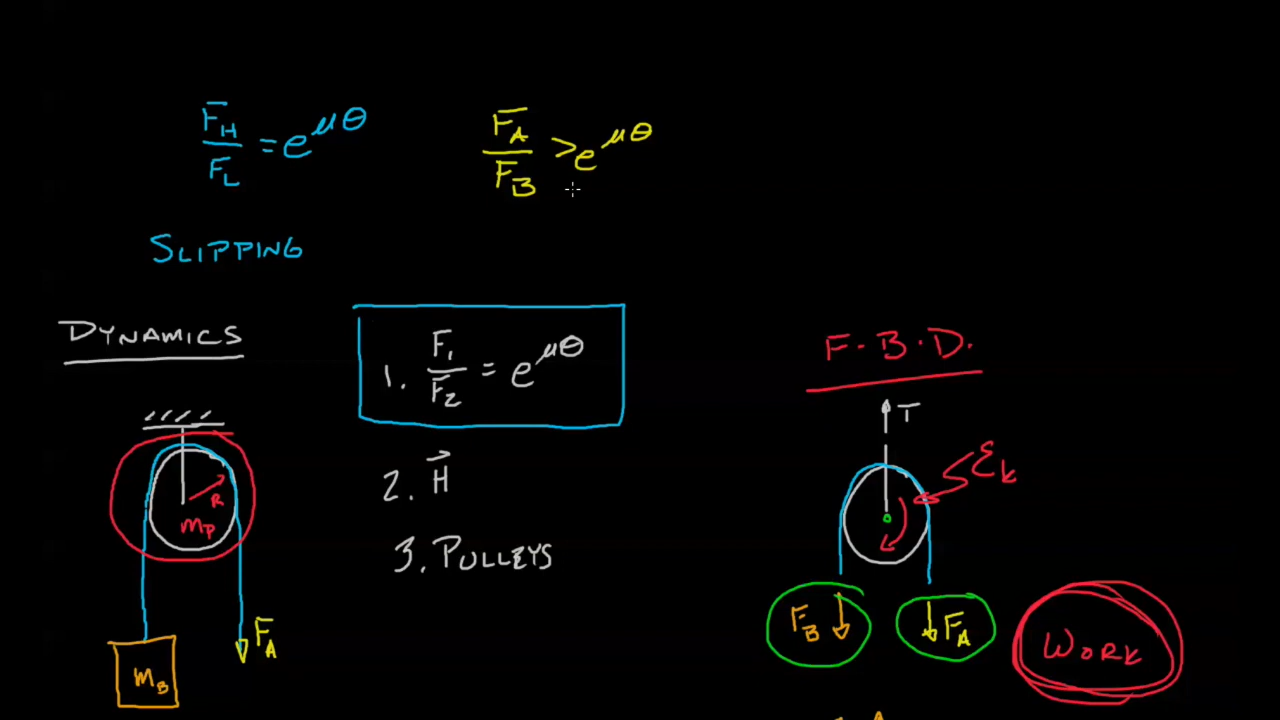 F_H / F_L = e^{μθ}
F_A / F_B > e^{μθ}
SLIPPING
DYNAMICS
1. F_1 / F_2 = e^{μθ}
2. H⃗
3. PULLEYS
R
m_P
m_B
F_A
F.B.D.
T
ℰ_k
F_B
F_A
WORK